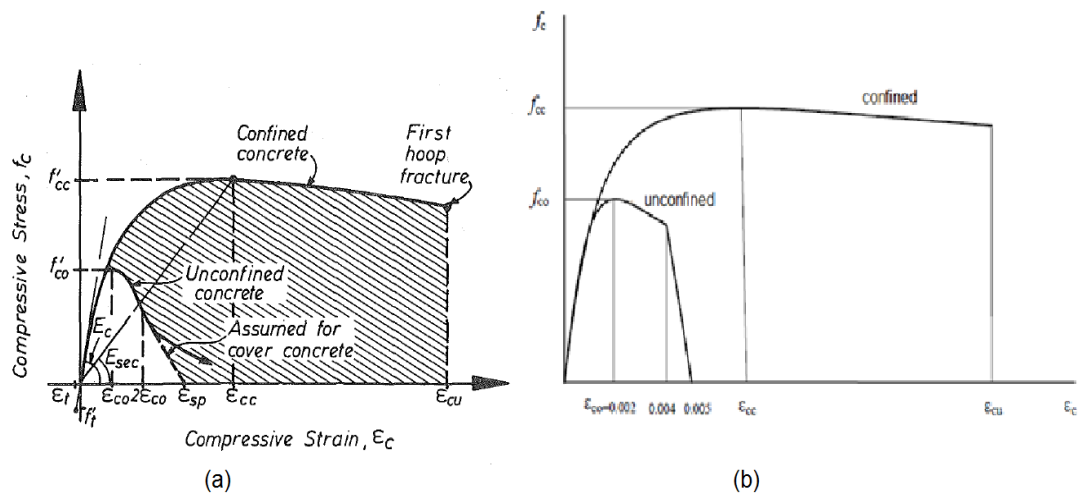 Compressive Stress, fc
f'cc
f'co
Confined
concrete
First
hoop
fracture
Unconfined
concrete
Assumed for
cover concrete
Ec
Esec
εt
εco
2εco
εsp
εcc
εcu
f't
Compressive Strain, εc
(a)
fc
fcc
confined
fco
unconfined
εco=0.002
0.004
0.005
εcc
εcu
εc
(b)